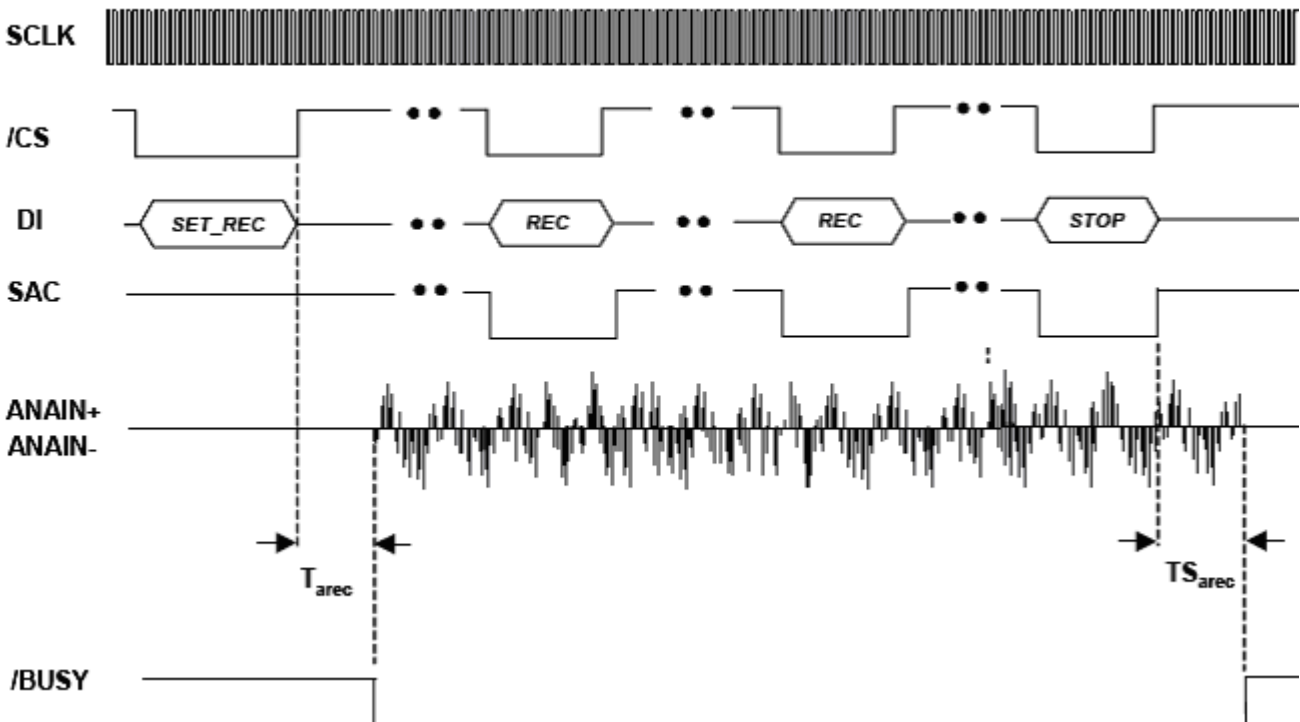 SCLK
/CS
DI
SET_REC
REC
REC
STOP
SAC
ANAIN+
ANAIN-
Tarec
TSarec
/BUSY